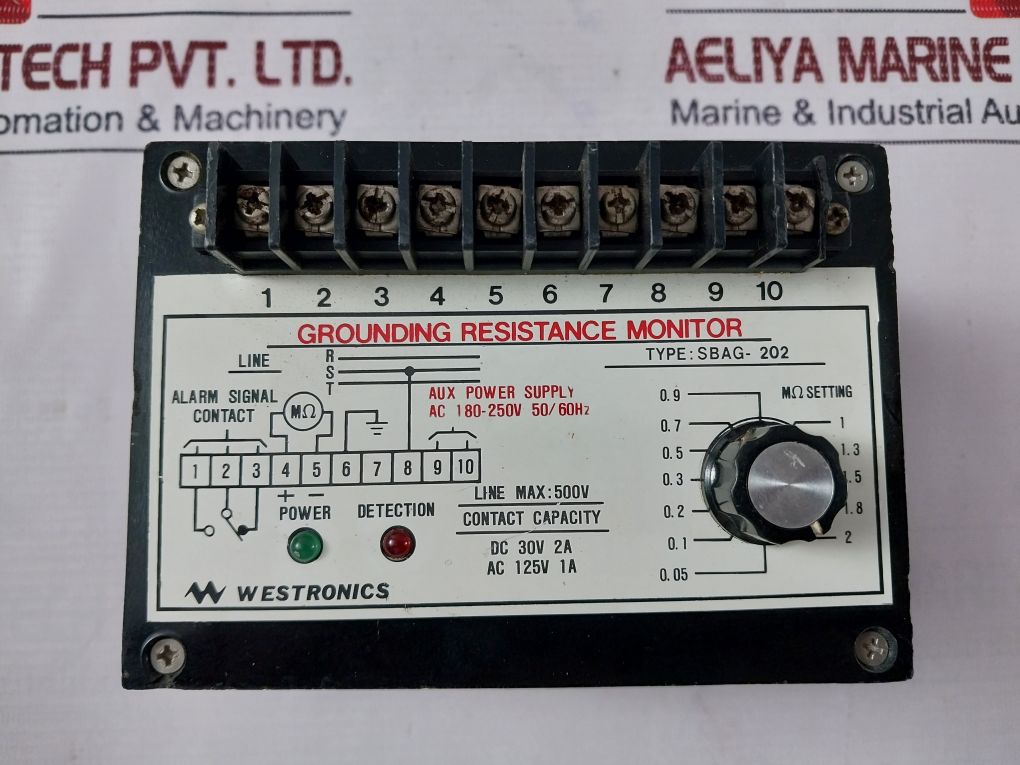 TECH PVT. LTD.
AELIYA MARINE
omation & Machinery
Marine & Industrial Au
1 2 3 4 5 6 7 8 9 10
GROUNDING RESISTANCE MONITOR
TYPE:SBAG- 202
LINE
R
S
T
ALARM SIGNAL
CONTACT
MΩ
AUX POWER SUPPLY
AC 180-250V 50/60Hz
1 2 3 4 5 6 7 8 9 10
+ −
POWER
DETECTION
LINE MAX:500V
CONTACT CAPACITY
DC 30V 2A
AC 125V 1A
MΩ SETTING
0.9
0.7
0.5
0.3
0.2
0.1
0.05
1
1.3
1.5
1.8
2
WESTRONICS